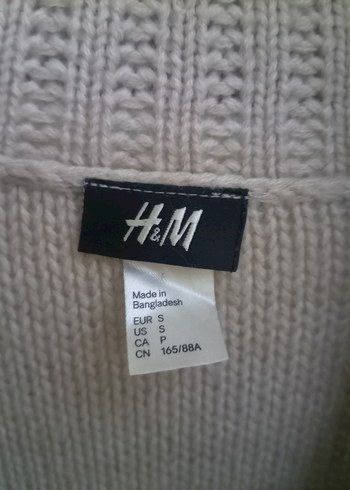 H&M
Made in
Bangladesh
EUR S
US S
CA P
CN 165/88A